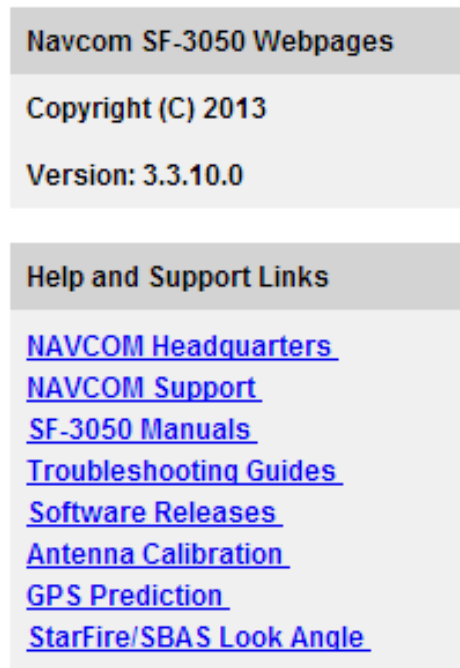 Navcom SF-3050 Webpages
Copyright (C) 2013
Version: 3.3.10.0
Help and Support Links
NAVCOM Headquarters
NAVCOM Support
SF-3050 Manuals
Troubleshooting Guides
Software Releases
Antenna Calibration
GPS Prediction
StarFire/SBAS Look Angle